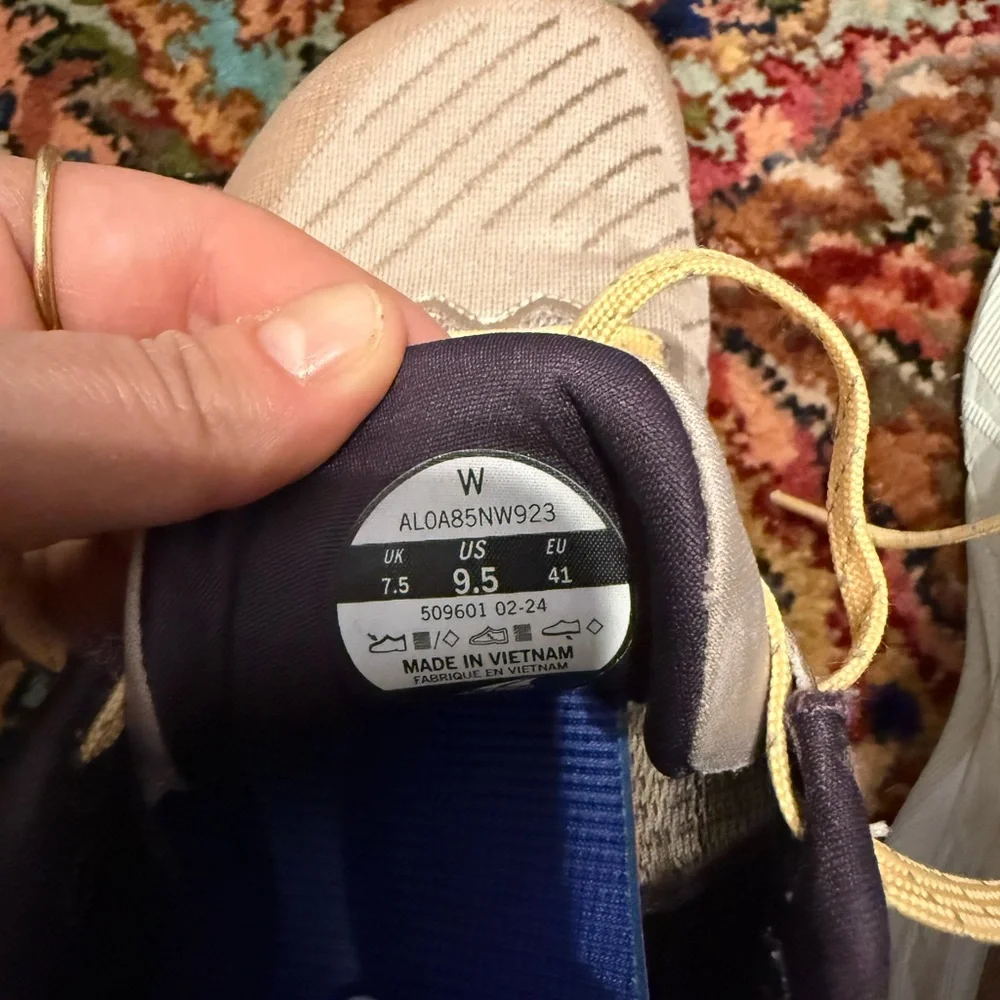 W
AL0A85NW923
UK US EU
7.5 9.5 41
509601 02-24
MADE IN VIETNAM
FABRIQUE EN VIETNAM